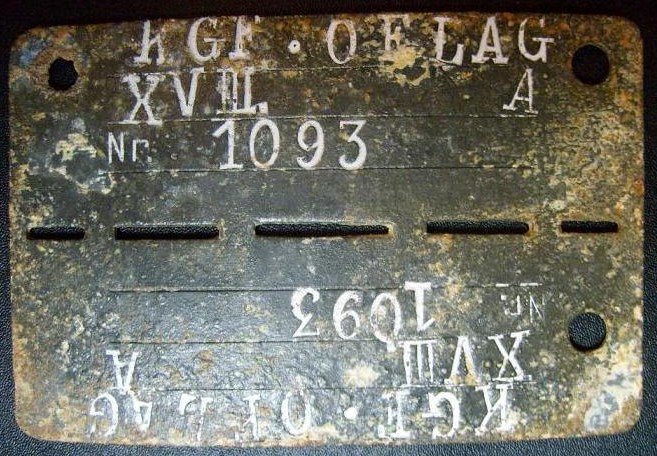 KGF. OFLAG
XVIII. A
Nr. 1093
Nr. 1093
XVIII A
KGF. OFLAG